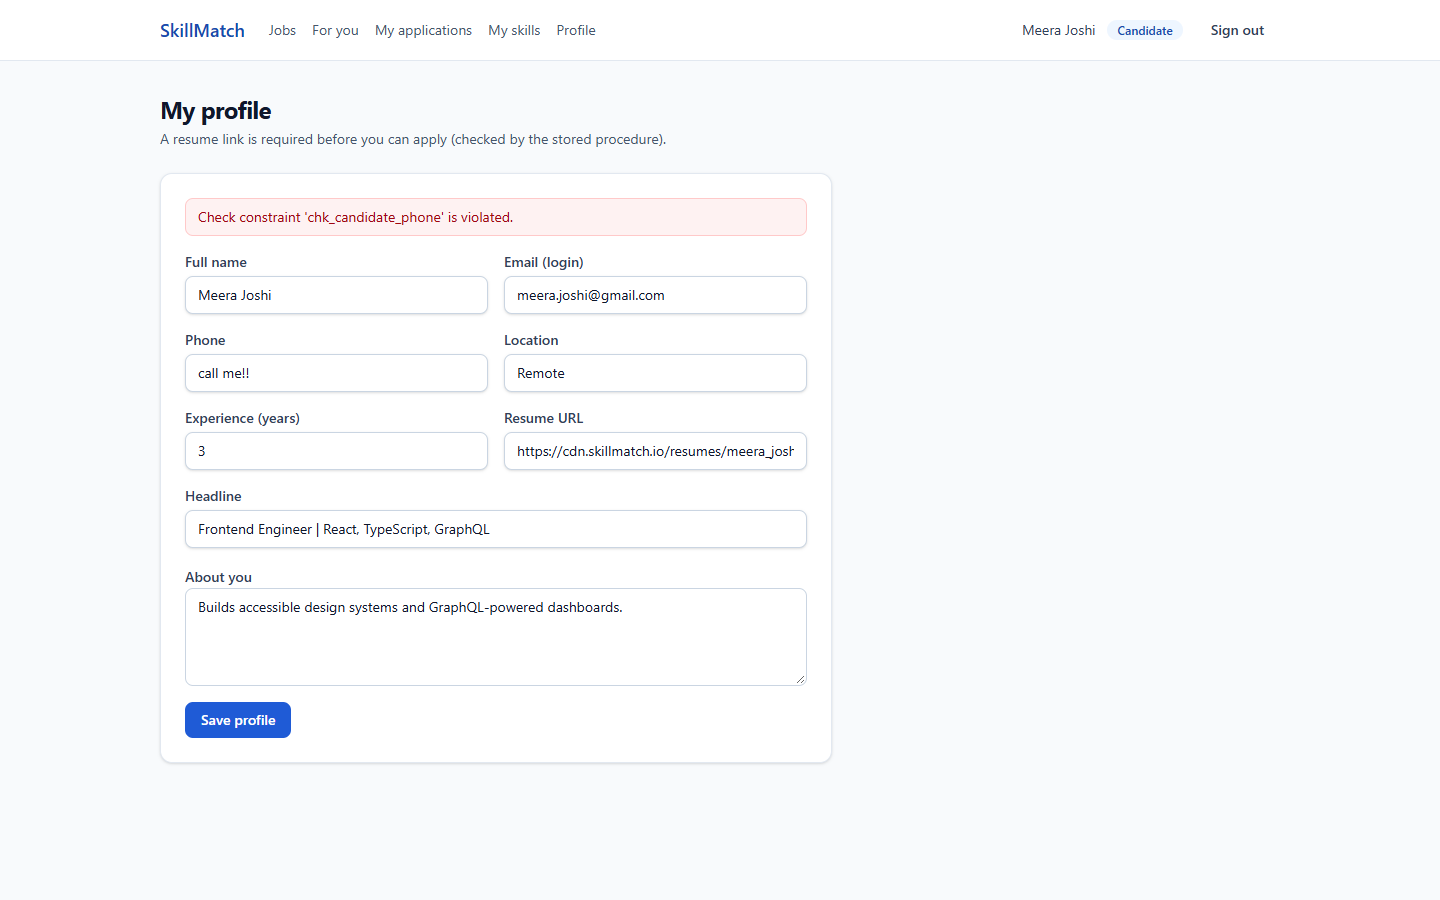 SkillMatch Jobs For you My applications My skills Profile Meera Joshi Candidate Sign out
My profile
A resume link is required before you can apply (checked by the stored procedure).
Check constraint 'chk_candidate_phone' is violated.
Full name Email (login)
Meera Joshi meera.joshi@gmail.com
Phone Location
call me!! Remote
Experience (years) Resume URL
3 https://cdn.skillmatch.io/resumes/meera_josh
Headline
Frontend Engineer | React, TypeScript, GraphQL
About you
Builds accessible design systems and GraphQL-powered dashboards.
Save profile